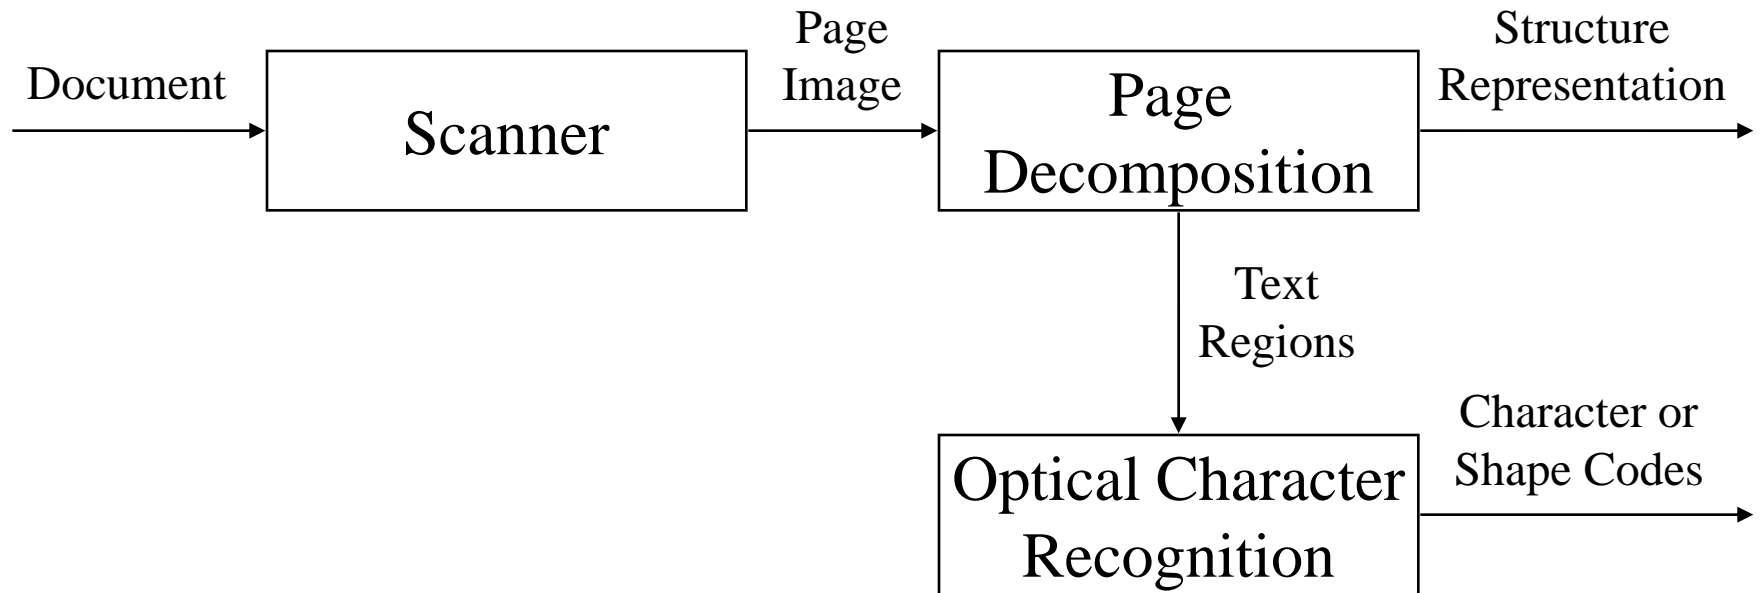 Document
Scanner
Page
Image
Page
Decomposition
Structure
Representation
Text
Regions
Optical Character
Recognition
Character or
Shape Codes